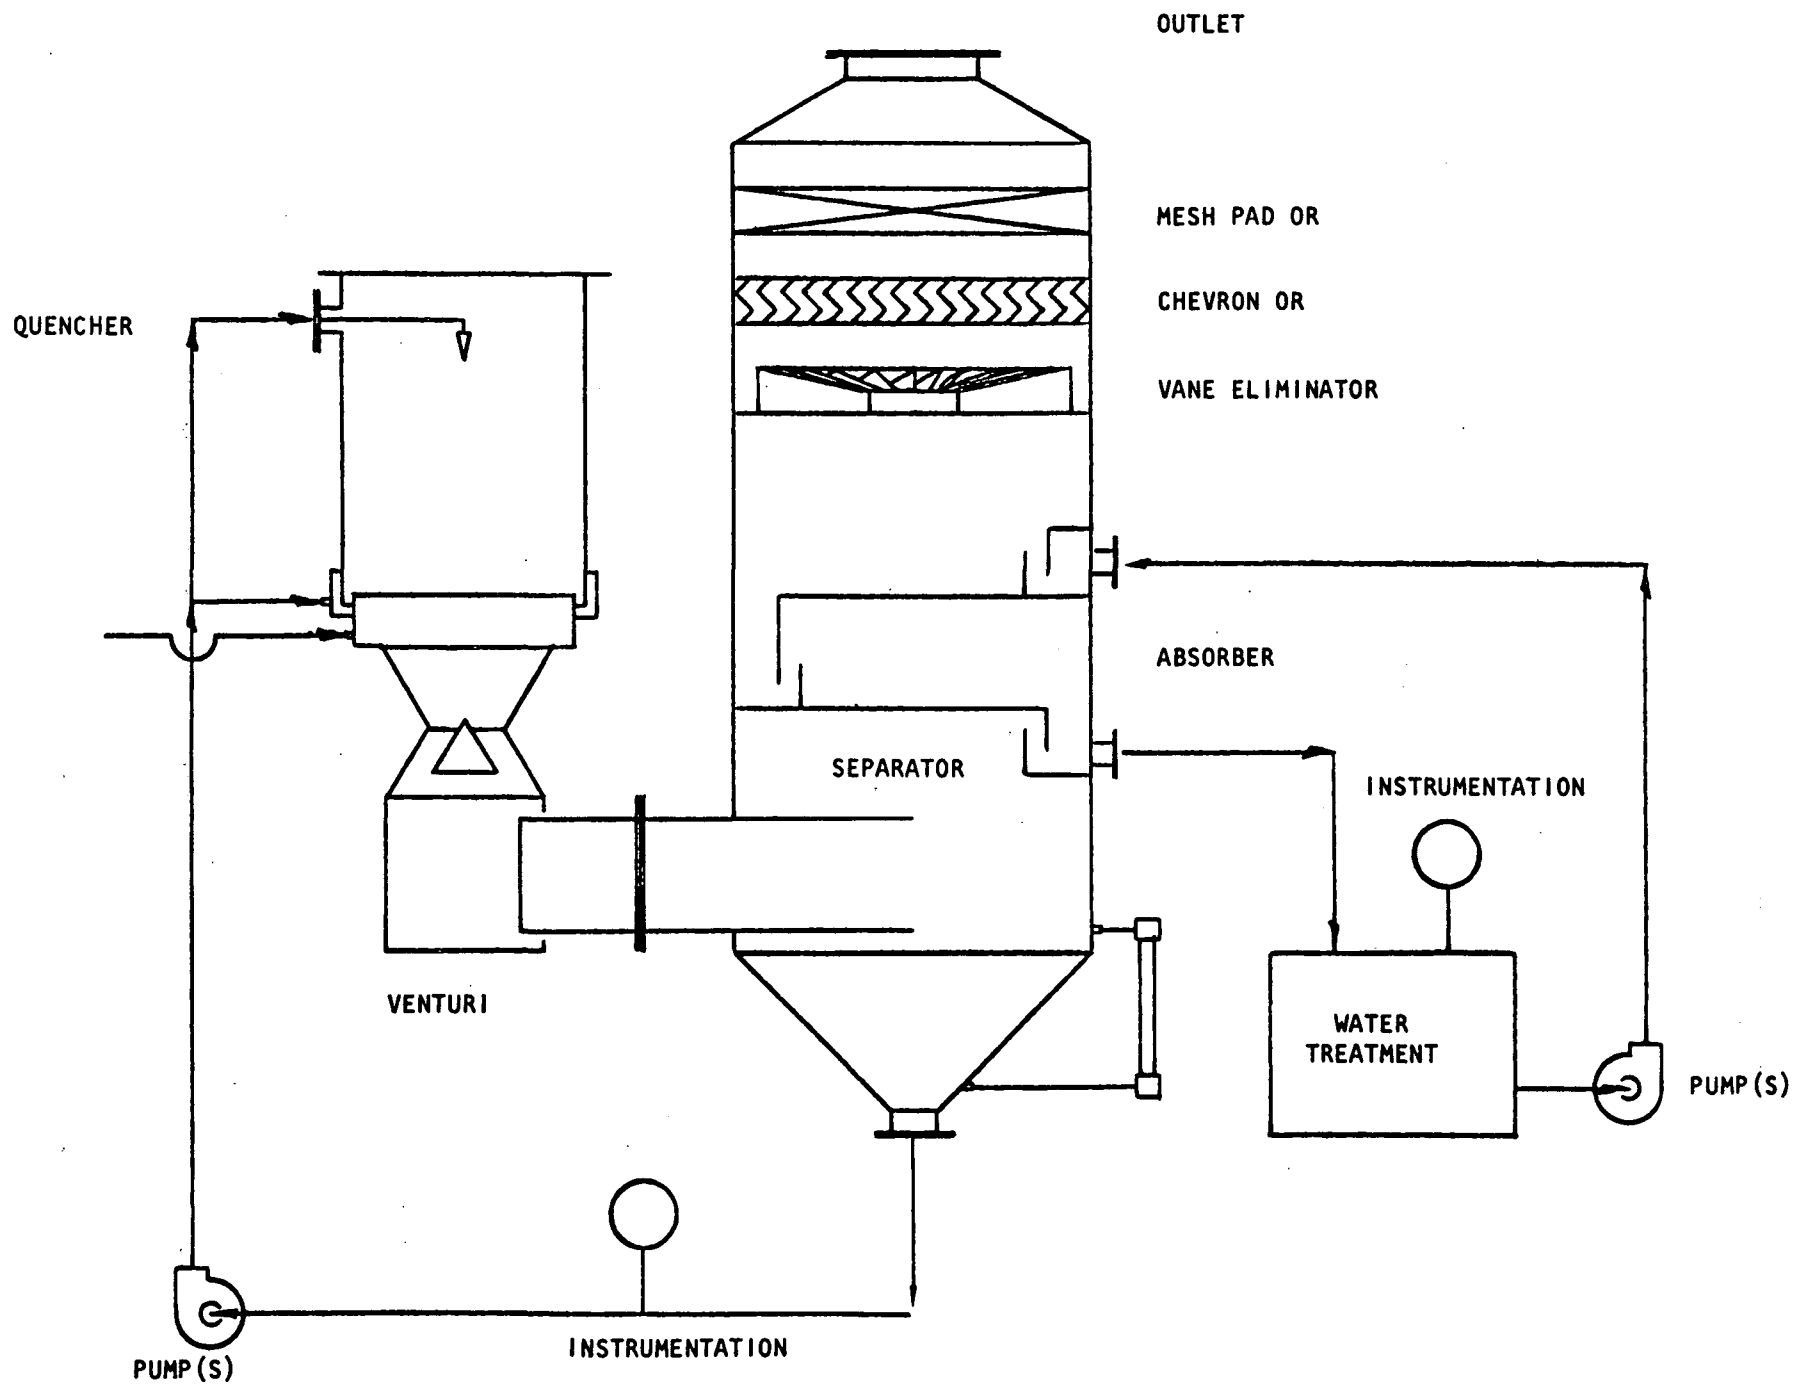 OUTLET
MESH PAD OR
CHEVRON OR
QUENCHER
VANE ELIMINATOR
ABSORBER
SEPARATOR
INSTRUMENTATION
VENTURI
WATER
TREATMENT
PUMP(S)
INSTRUMENTATION
PUMP(S)